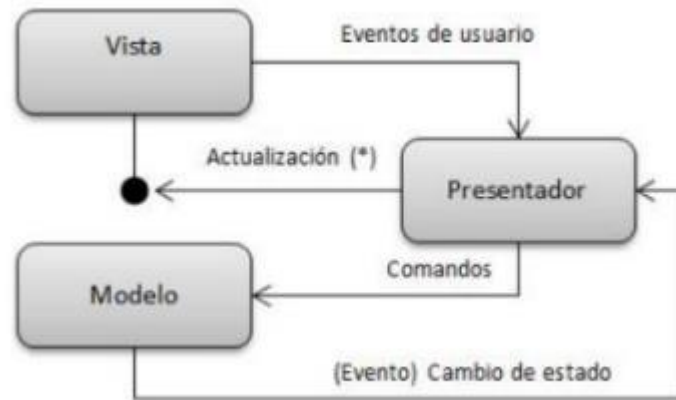 Vista
Eventos de usuario
Actualización (*)
Presentador
Comandos
Modelo
(Evento) Cambio de estado